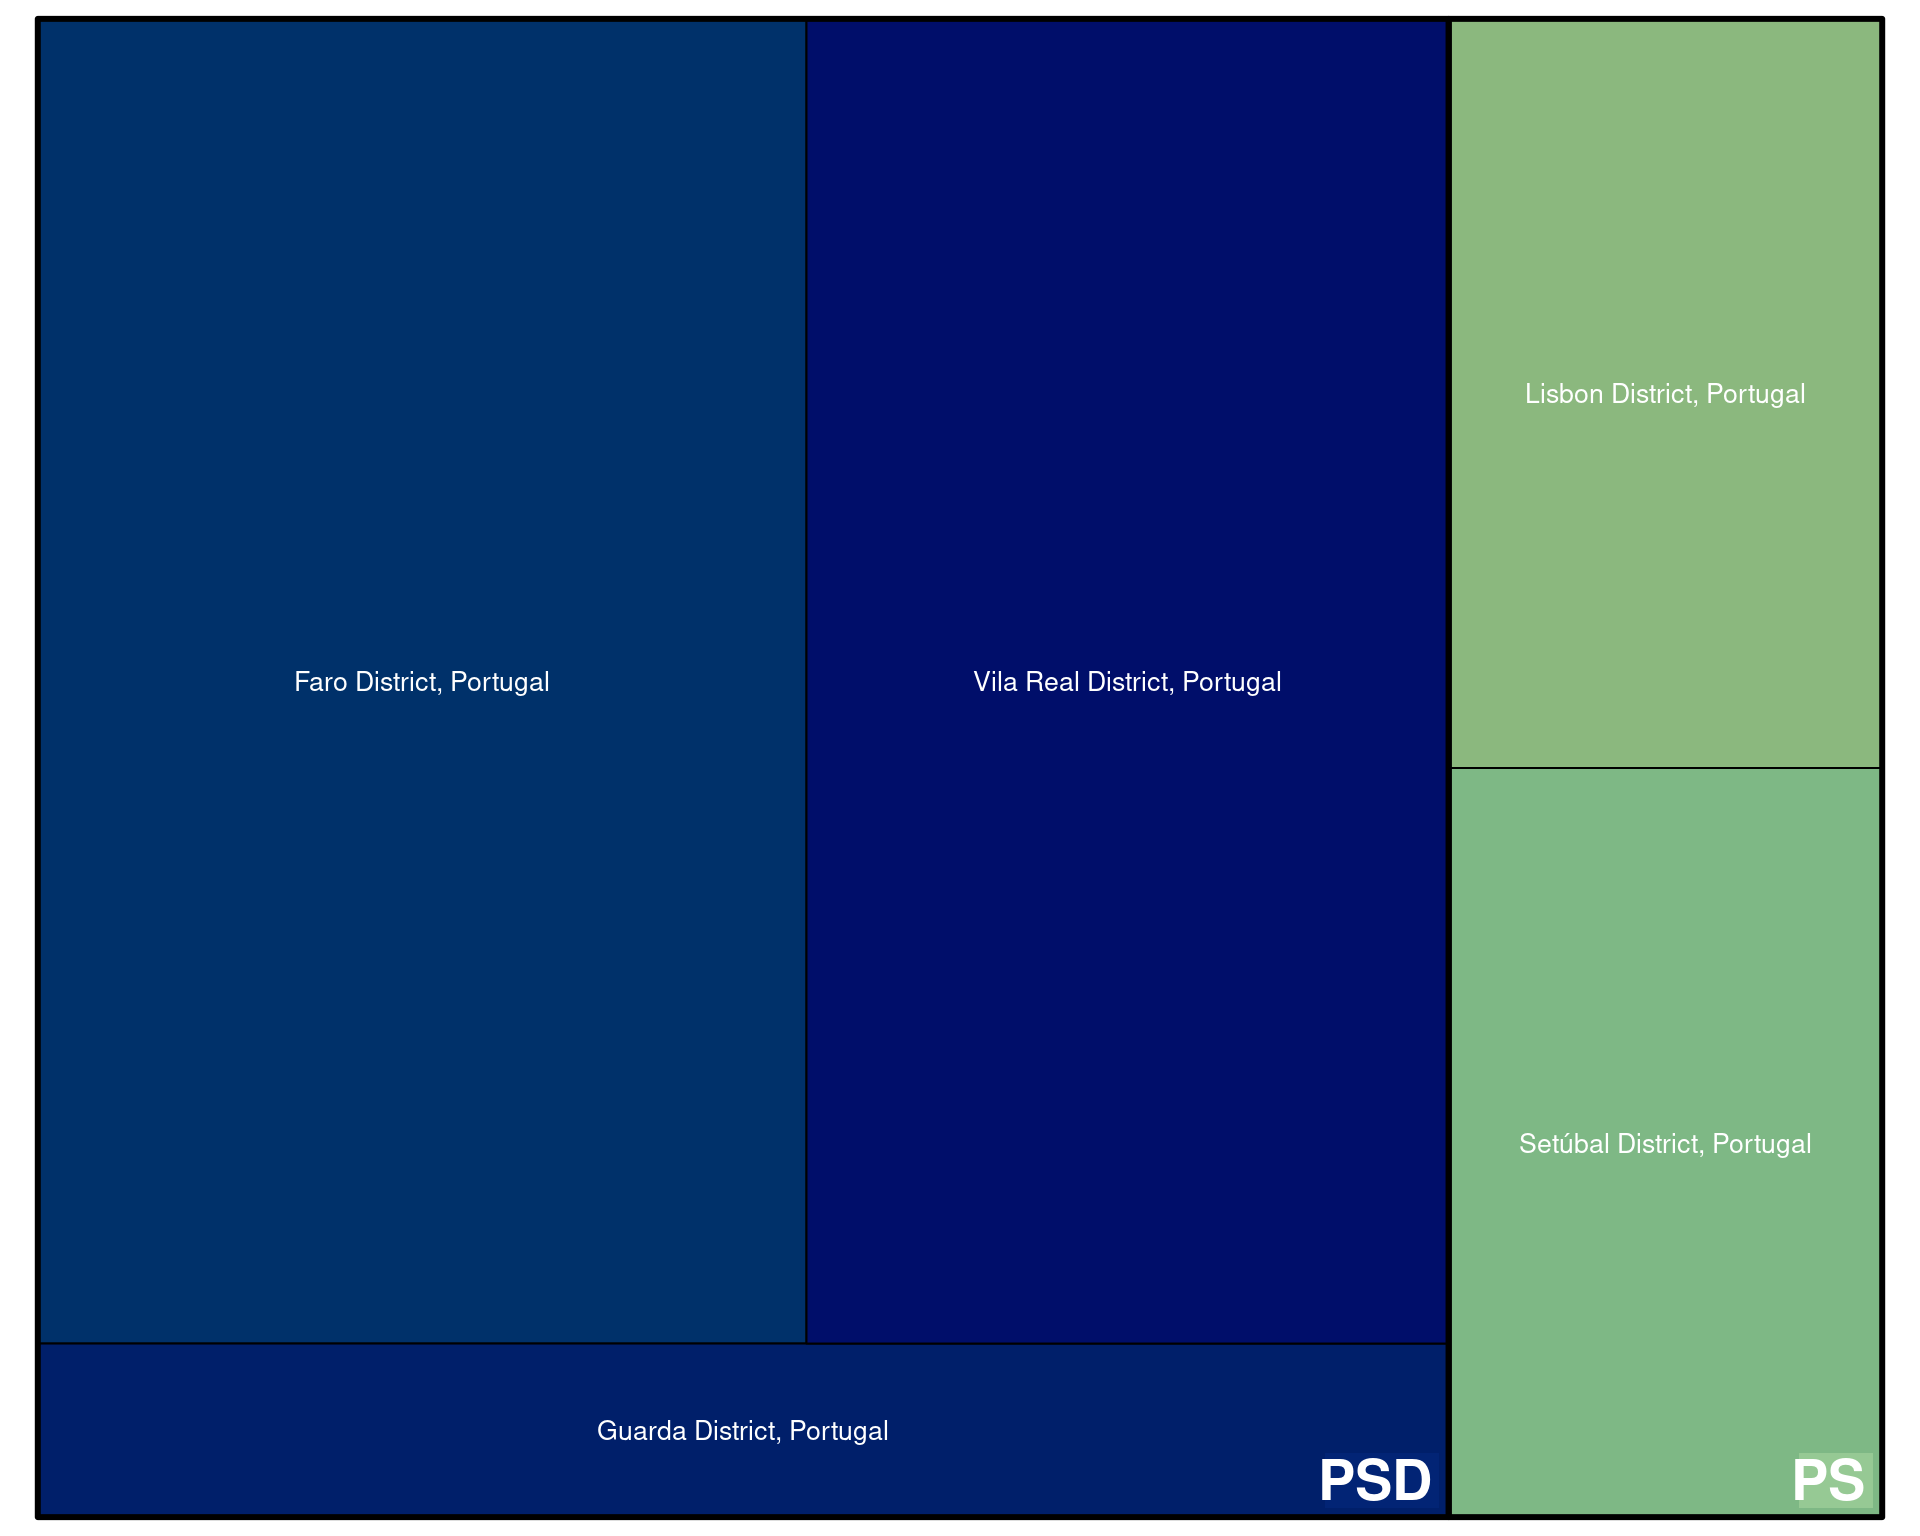 Faro District, Portugal
Vila Real District, Portugal
Lisbon District, Portugal
Setúbal District, Portugal
Guarda District, Portugal
PSD
PS